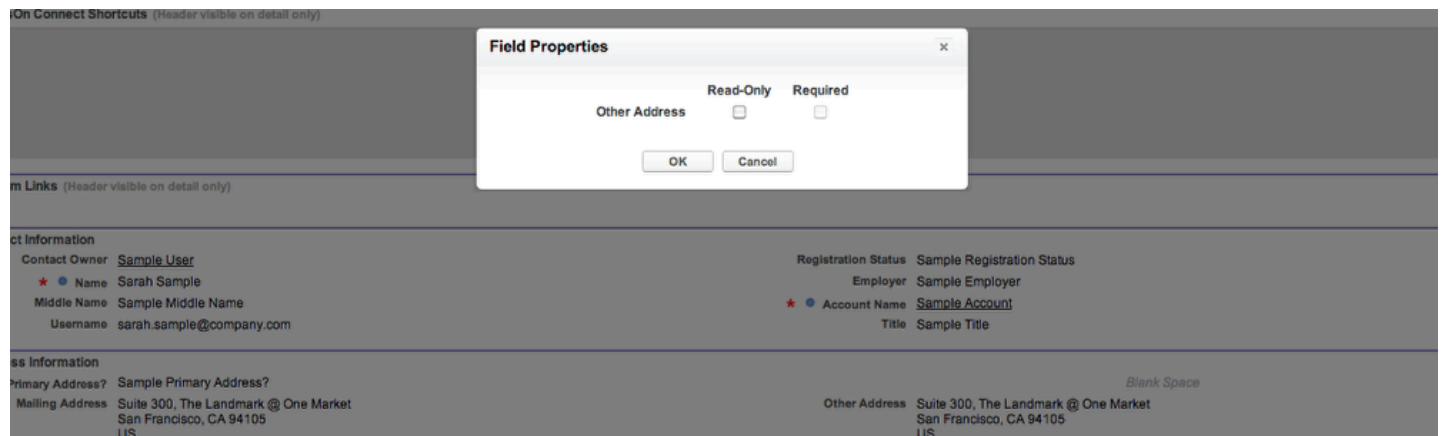 On Connect Shortcuts (Header visible on detail only)
Field Properties
Read-Only Required
Other Address
OK Cancel
m Links (Header visible on detail only)
ct Information
Contact Owner Sample User Registration Status Sample Registration Status
* Name Sarah Sample Employer Sample Employer
Middle Name Sample Middle Name * Account Name Sample Account
Username sarah.sample@company.com Title Sample Title
ss Information
Primary Address? Sample Primary Address? Blank Space
Mailing Address Suite 300, The Landmark @ One Market Other Address Suite 300, The Landmark @ One Market
San Francisco, CA 94105 San Francisco, CA 94105
US US